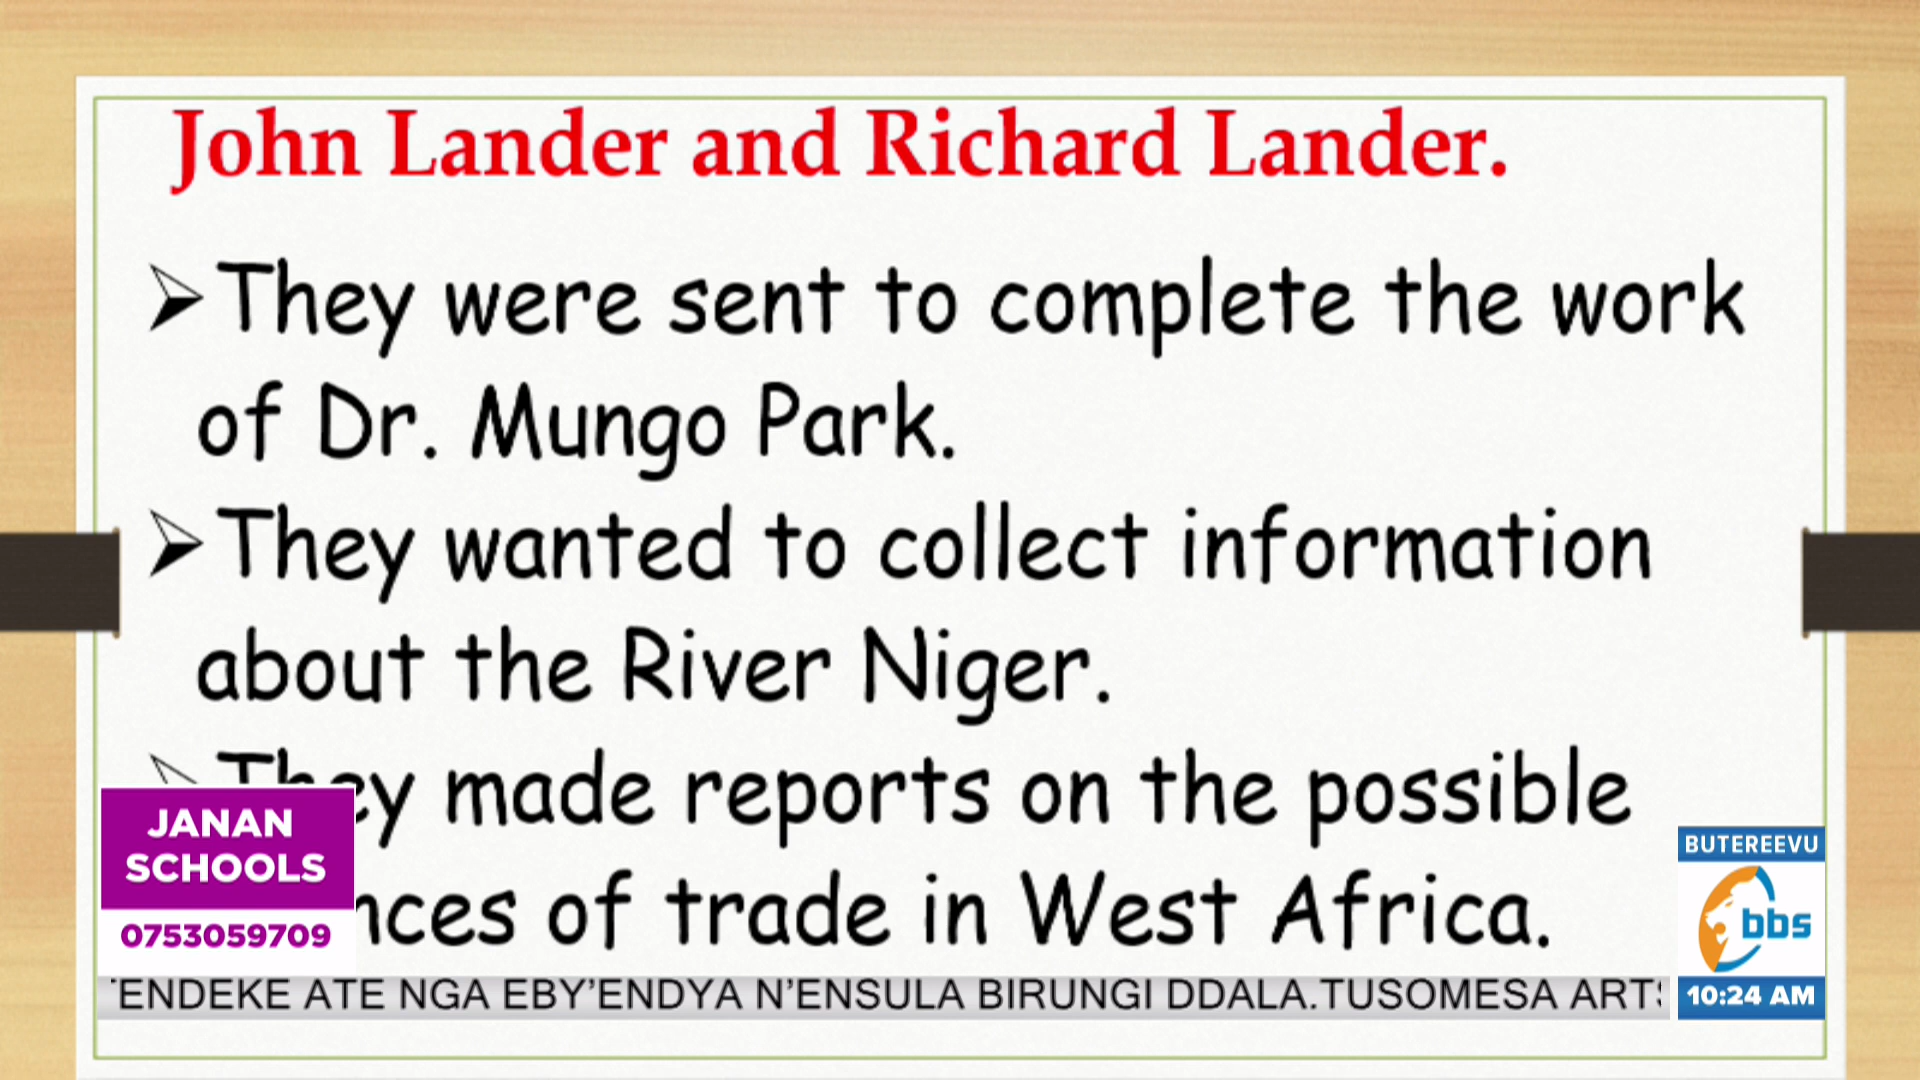 John Lander and Richard Lander.
➢They were sent to complete the work
of Dr. Mungo Park.
➢They wanted to collect information
about the River Niger.
➢They made reports on the possible
of trade in West Africa.
JANAN
SCHOOLS
0753059709
BUTEREEVU
bbs
10:24 AM
'ENDEKE ATE NGA EBY'ENDYA N'ENSULA BIRUNGI DDALA.TUSOMESA